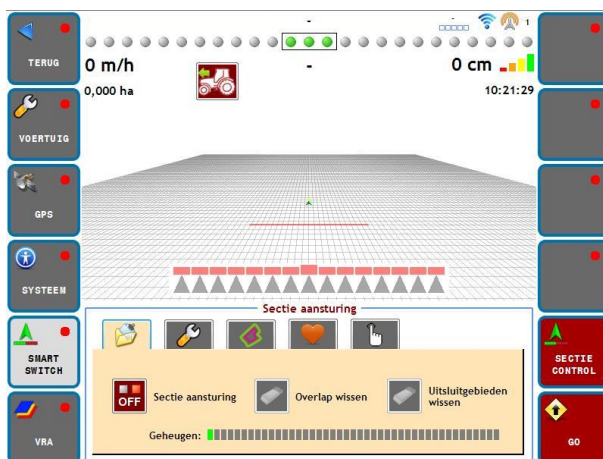 TERUG
VOERTUIG
GPS
SYSTEEM
SMART
SWITCH
VRA
-
-
1
0 m/h
-
0 cm
0,000 ha
10:21:29
Sectie aansturing
OFF
Sectie aansturing
Overlap wissen
Uitsluitgebieden
wissen
Geheugen:
SECTIE
CONTROL
GO